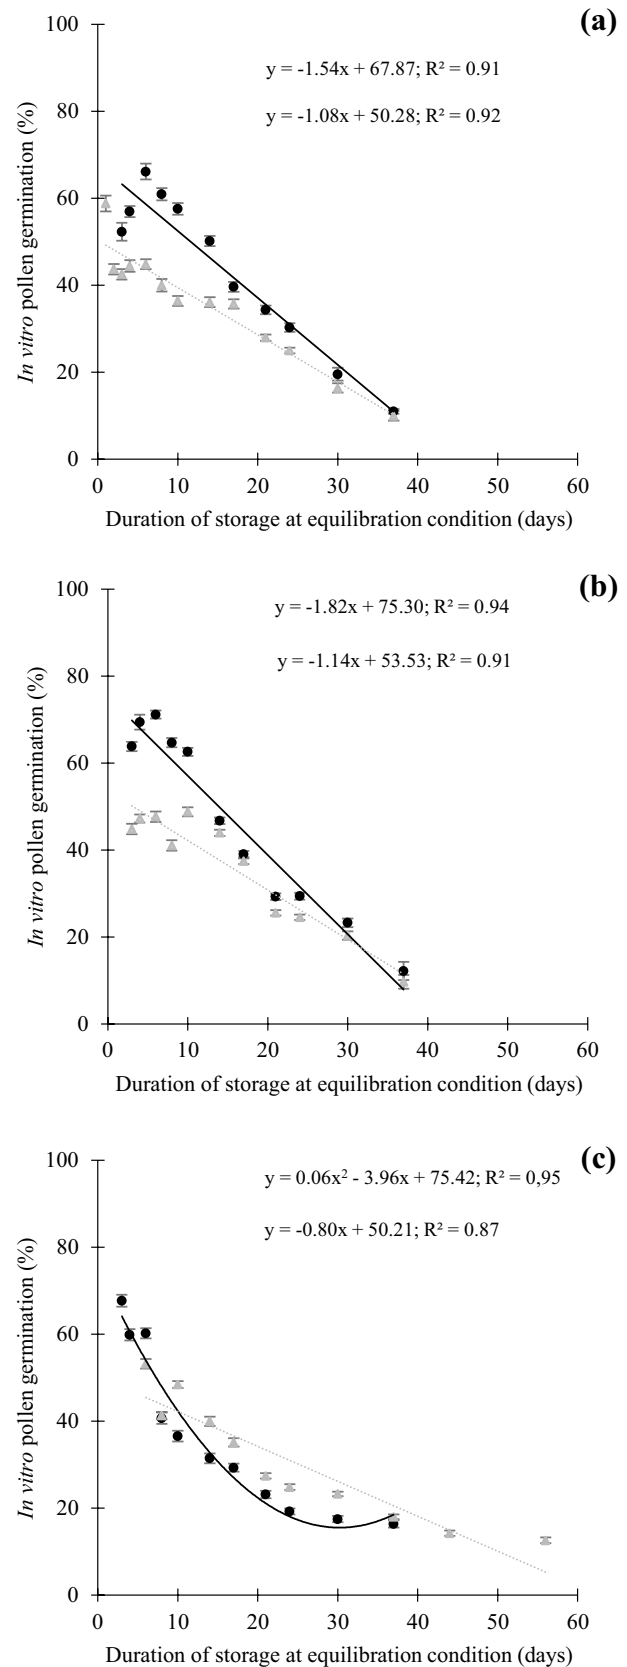 (a)
100
y = -1.54x + 67.87; R² = 0.91
y = -1.08x + 50.28; R² = 0.92
80
60
40
20
0
In vitro pollen germination (%)
0 10 20 30 40 50 60
Duration of storage at equilibration condition (days)
(b)
100
y = -1.82x + 75.30; R² = 0.94
y = -1.14x + 53.53; R² = 0.91
80
60
40
20
0
In vitro pollen germination (%)
0 10 20 30 40 50 60
Duration of storage at equilibration condition (days)
(c)
100
y = 0.06x² - 3.96x + 75.42; R² = 0,95
y = -0.80x + 50.21; R² = 0.87
80
60
40
20
0
In vitro pollen germination (%)
0 10 20 30 40 50 60
Duration of storage at equilibration condition (days)